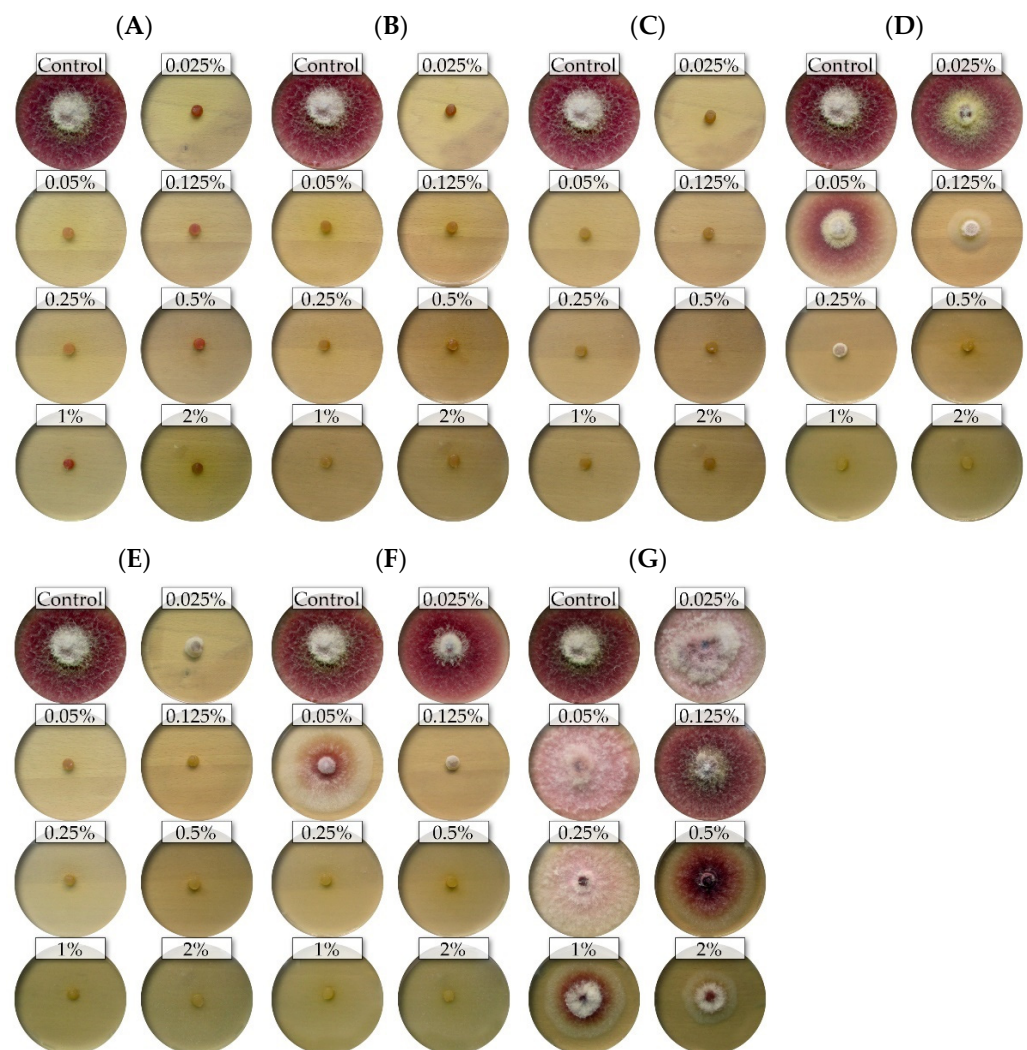 (A) (B) (C) (D)
Control 0.025% Control 0.025% Control 0.025% Control 0.025%
0.05% 0.125% 0.05% 0.125% 0.05% 0.125% 0.05% 0.125%
0.25% 0.5% 0.25% 0.5% 0.25% 0.5% 0.25% 0.5%
1% 2% 1% 2% 1% 2% 1% 2%
(E) (F) (G)
Control 0.025% Control 0.025% Control 0.025%
0.05% 0.125% 0.05% 0.125% 0.05% 0.125%
0.25% 0.5% 0.25% 0.5% 0.25% 0.5%
1% 2% 1% 2% 1% 2%